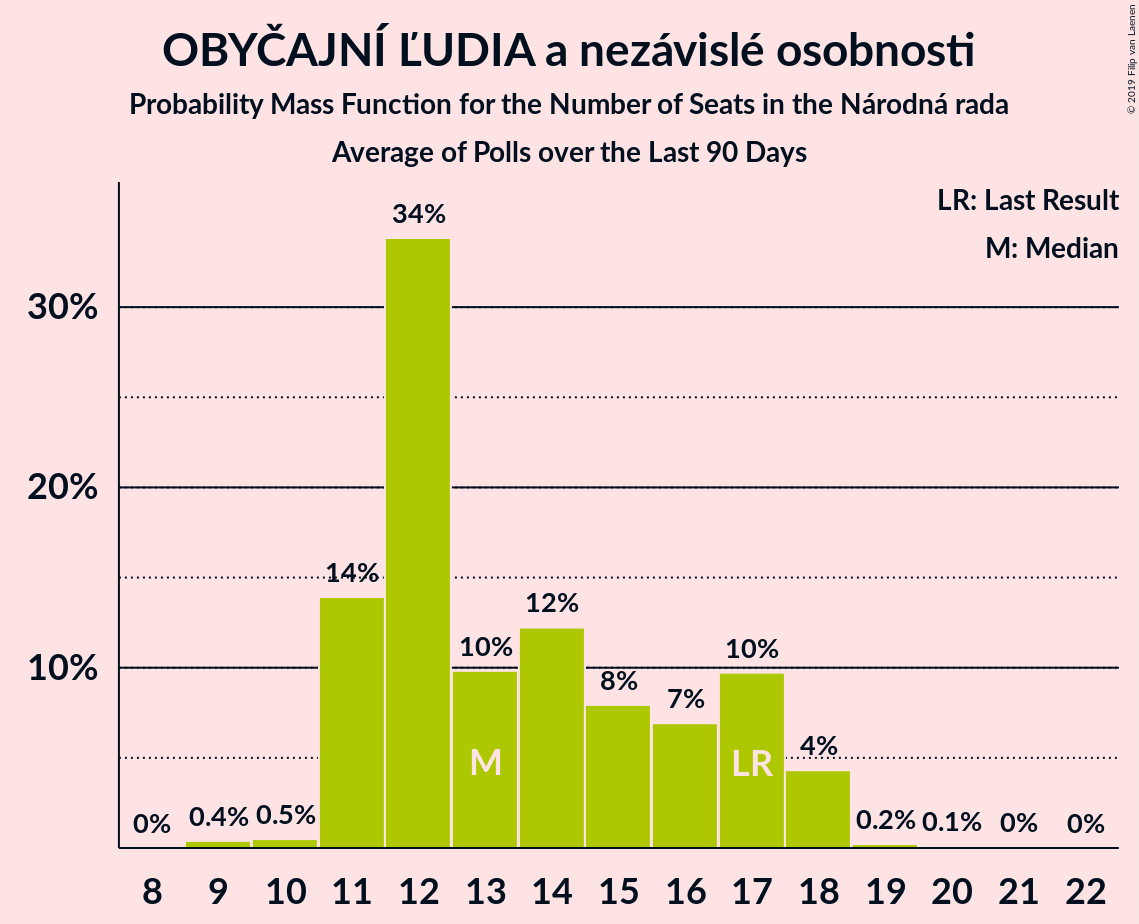 OBYČAJNÍ ĽUDIA a nezávislé osobnosti
Probability Mass Function for the Number of Seats in the Národná rada
Average of Polls over the Last 90 Days
© 2019 Filip van Laenen
LR: Last Result
M: Median
34%
30%
20%
14%
12%
10%
10%
10%
8%
7%
M
LR
4%
0%
0.4%
0.5%
0.2%
0.1%
0%
0%
8 9 10 11 12 13 14 15 16 17 18 19 20 21 22